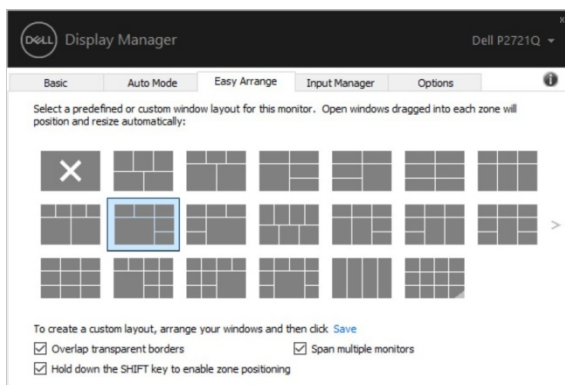 DELL Display Manager
Dell P2721Q
Basic Auto Mode Easy Arrange Input Manager Options
Select a predefined or custom window layout for this monitor. Open windows dragged into each zone will
position and resize automatically:
To create a custom layout, arrange your windows and then click Save
Overlap transparent borders
Span multiple monitors
Hold down the SHIFT key to enable zone positioning